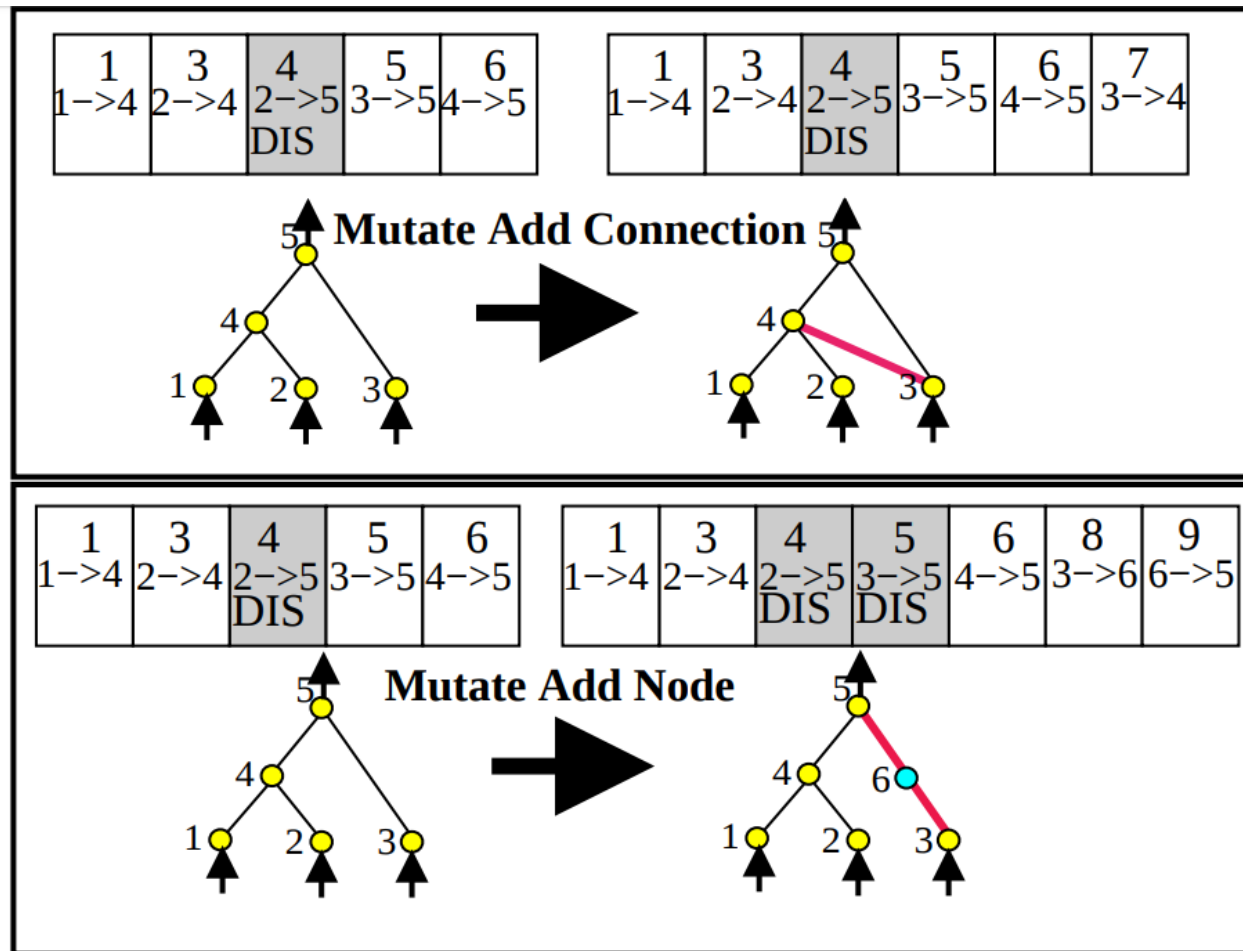 1 3 4 5 6
1->4 2->4 2->5 3->5 4->5
DIS
1 3 4 5 6 7
1->4 2->4 2->5 3->5 4->5 3->4
DIS
Mutate Add Connection
5
4
1 2 3
5
4
1 2 3
1 3 4 5 6
1->4 2->4 2->5 3->5 4->5
DIS
1 3 4 5 6 8 9
1->4 2->4 2->5 3->5 4->5 3->6 6->5
DIS DIS
Mutate Add Node
5
4
1 2 3
5
4 6
1 2 3